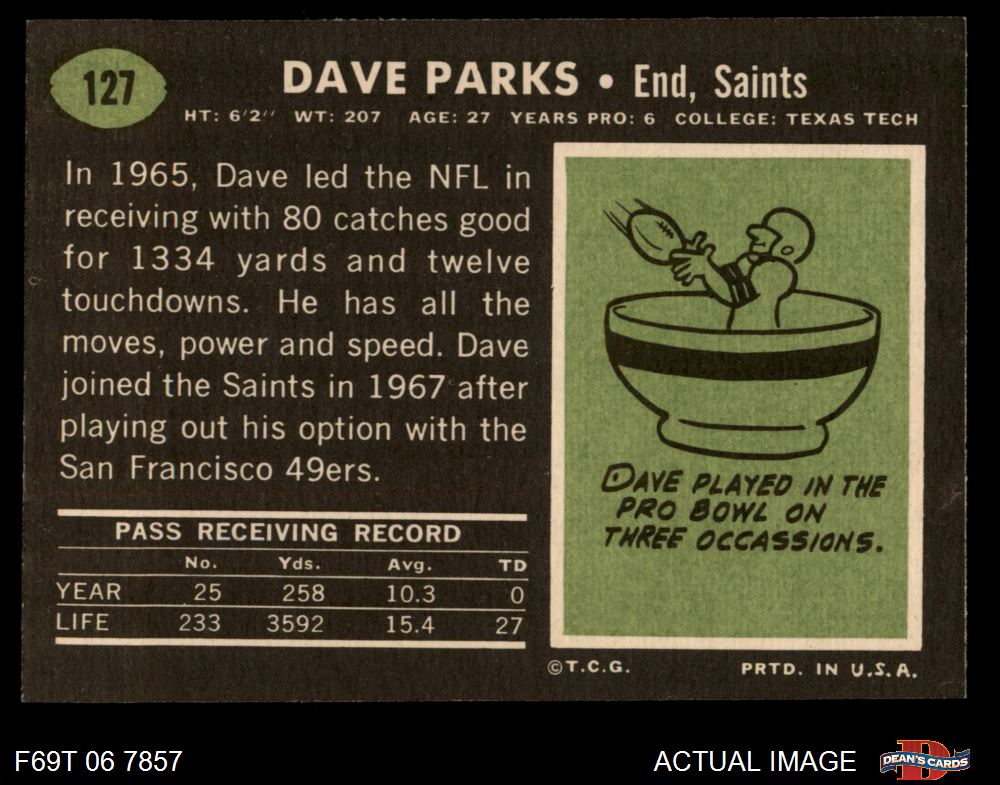 127
DAVE PARKS • End, Saints
HT: 6'2'' WT: 207 AGE: 27 YEARS PRO: 6 COLLEGE: TEXAS TECH
In 1965, Dave led the NFL in
receiving with 80 catches good
for 1334 yards and twelve
touchdowns. He has all the
moves, power and speed. Dave
joined the Saints in 1967 after
playing out his option with the
San Francisco 49ers.
PASS RECEIVING RECORD
No. Yds. Avg. TD
YEAR 25 258 10.3 0
LIFE 233 3592 15.4 27
DAVE PLAYED IN THE
PRO BOWL ON
THREE OCCASSIONS.
©T.C.G. PRTD. IN U.S.A.
F69T 06 7857 ACTUAL IMAGE
D
DEAN'S CARDS